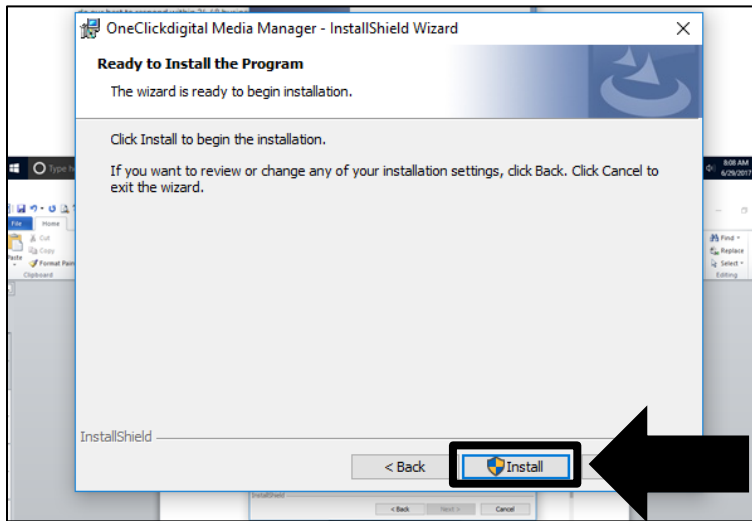 OneClickdigital Media Manager - InstallShield Wizard
Ready to Install the Program
The wizard is ready to begin installation.
Click Install to begin the installation.
If you want to review or change any of your installation settings, click Back. Click Cancel to
exit the wizard.
InstallShield
< Back
Install
Type
8:08 AM
6/29/2017
File
Home
Cut
Copy
Format Pain
Clipboard
Find
Replace
Select
Editing
InstallShield
< Back
Next >
Cancel